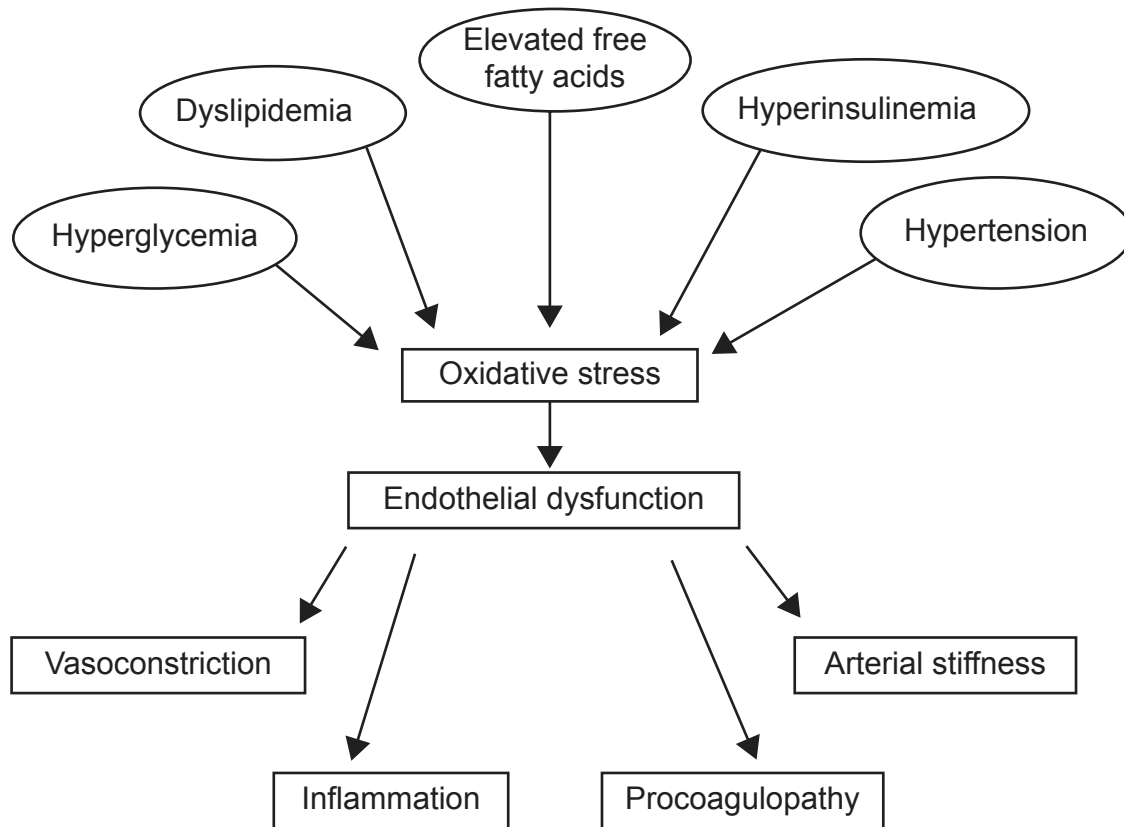 Elevated free
fatty acids
Dyslipidemia
Hyperinsulinemia
Hyperglycemia
Hypertension
Oxidative stress
Endothelial dysfunction
Vasoconstriction
Arterial stiffness
Inflammation
Procoagulopathy